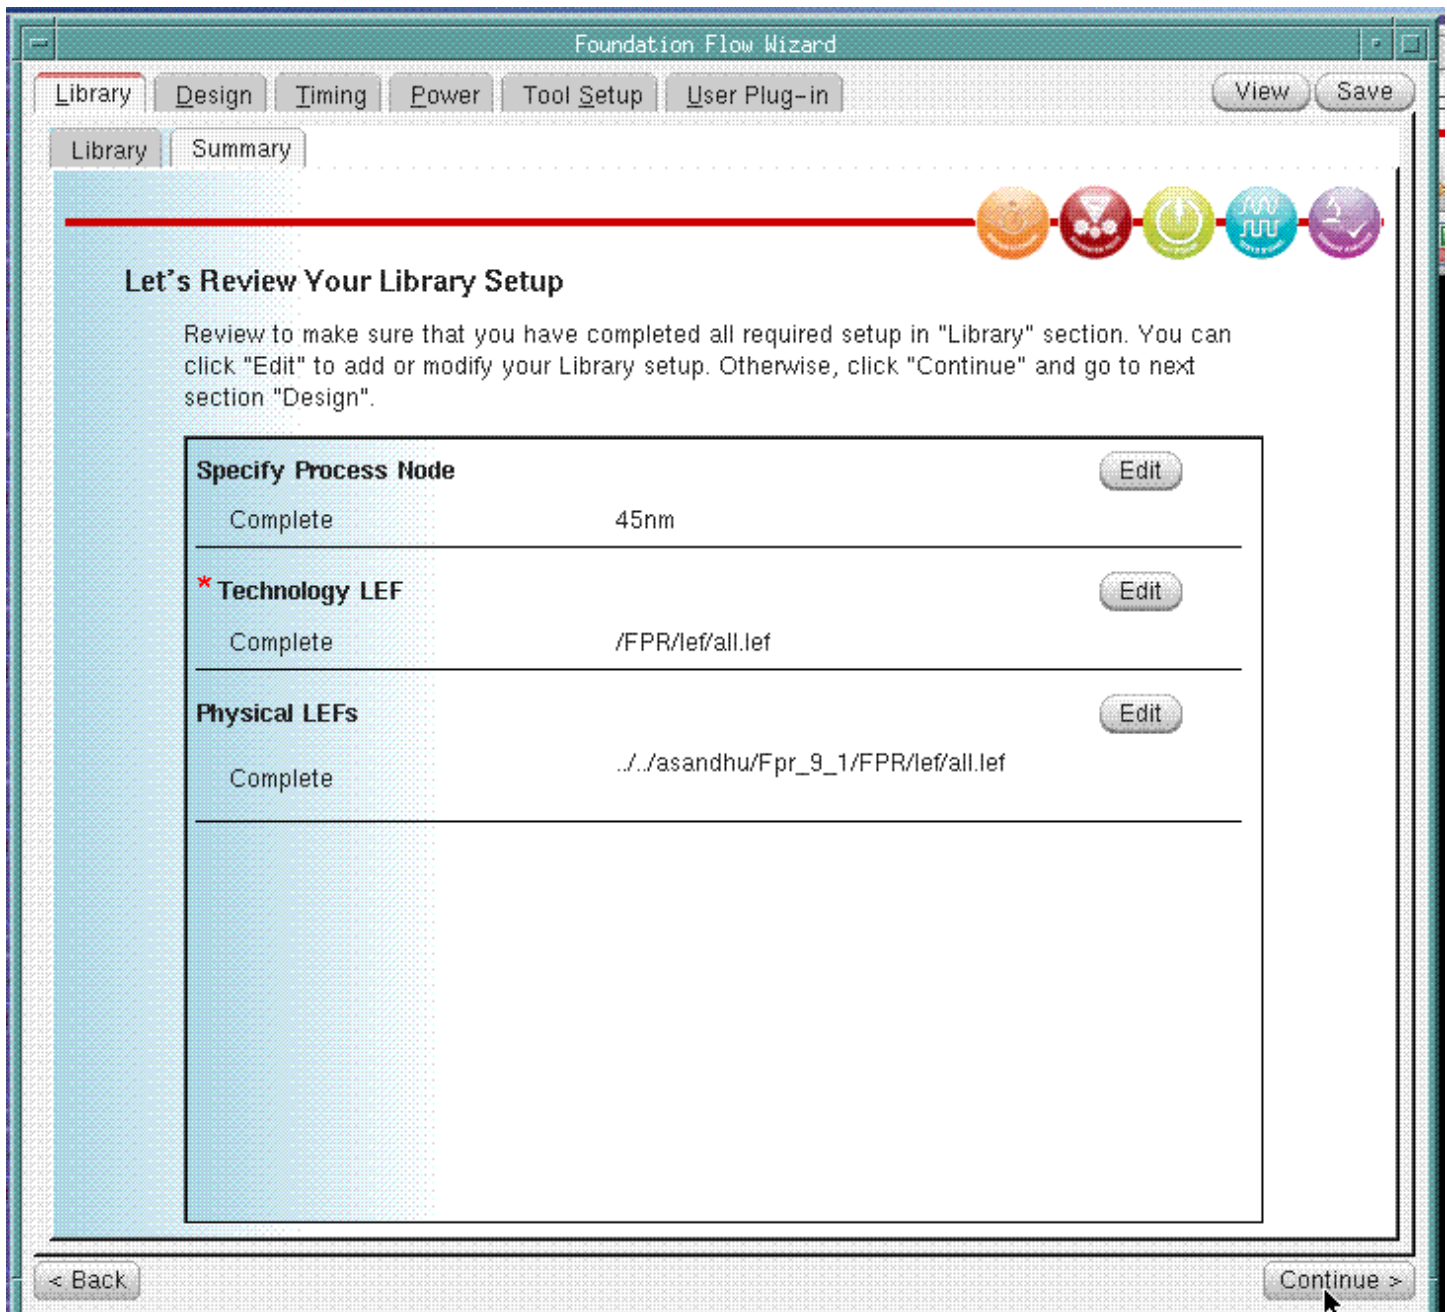 Foundation Flow Wizard
Library Design Timing Power Tool Setup User Plug-in View Save
Library Summary
Let's Review Your Library Setup
Review to make sure that you have completed all required setup in "Library" section. You can
click "Edit" to add or modify your Library setup. Otherwise, click "Continue" and go to next
section "Design".
Specify Process Node Edit
Complete 45nm
* Technology LEF Edit
Complete /FPR/lef/all.lef
Physical LEFs Edit
Complete ../../asandhu/Fpr_9_1/FPR/lef/all.lef
< Back Continue >